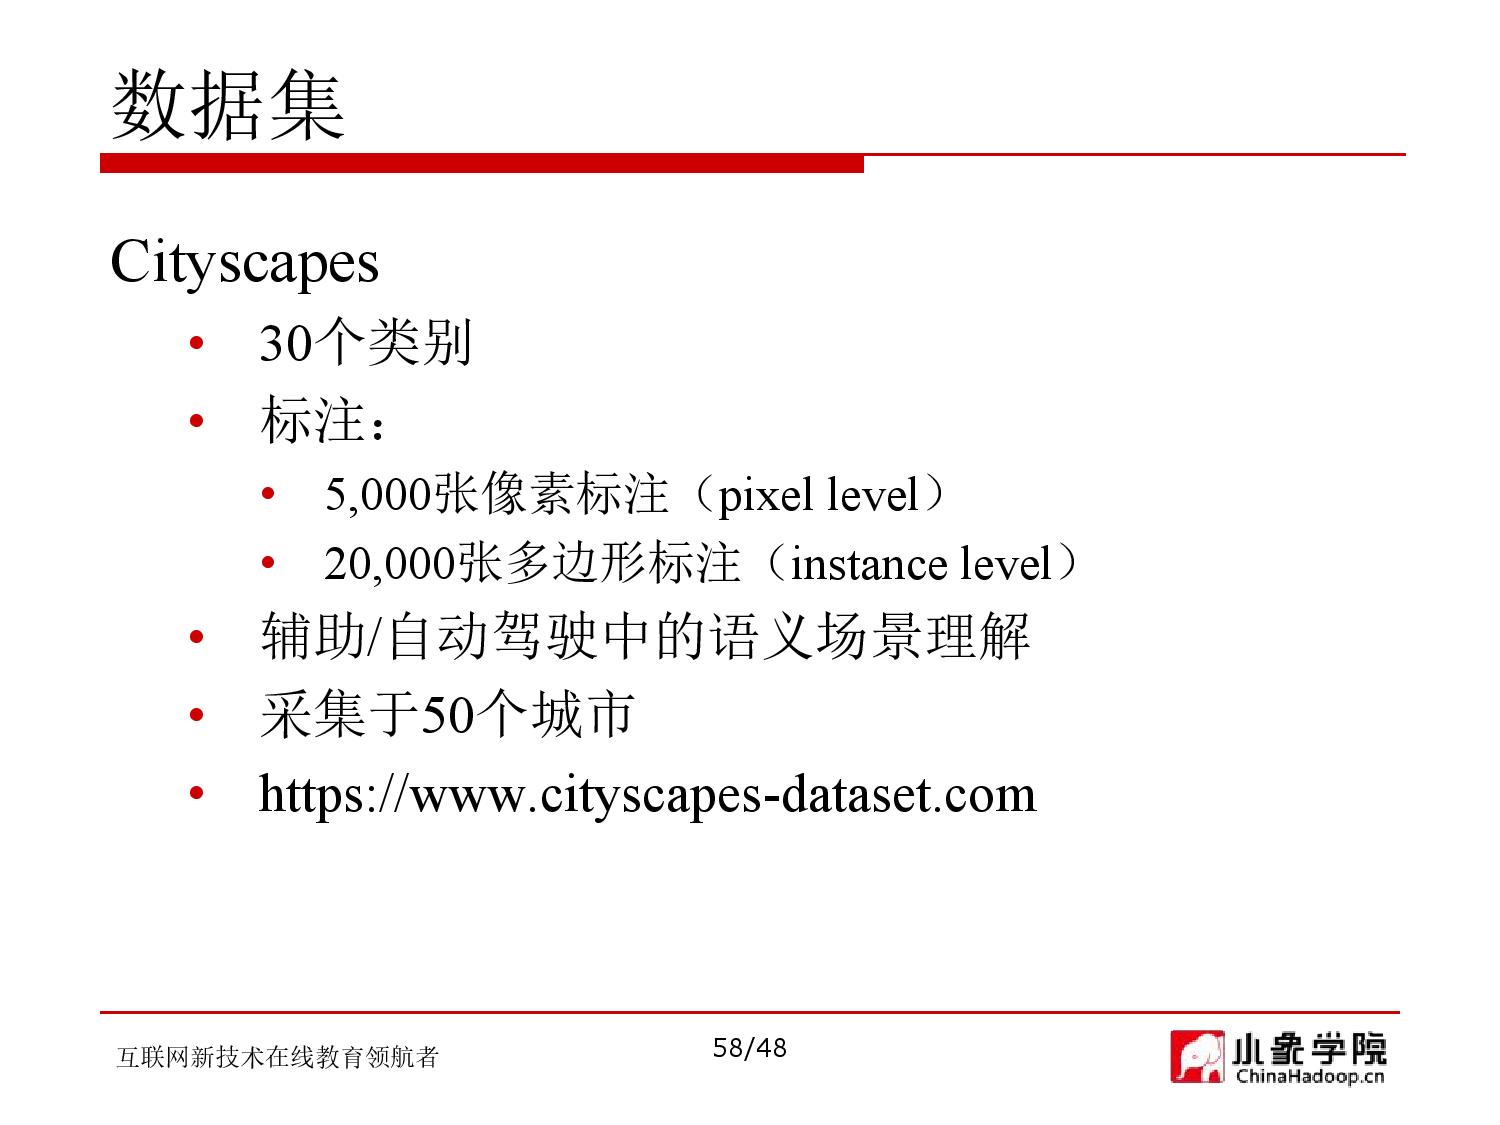 数据集
Cityscapes
• 30个类别
• 标注：
• 5,000张像素标注（pixel level）
• 20,000张多边形标注（instance level）
• 辅助/自动驾驶中的语义场景理解
• 采集于50个城市
• https://www.cityscapes-dataset.com
互联网新技术在线教育领航者
58/48
小象学院
ChinaHadoop.cn